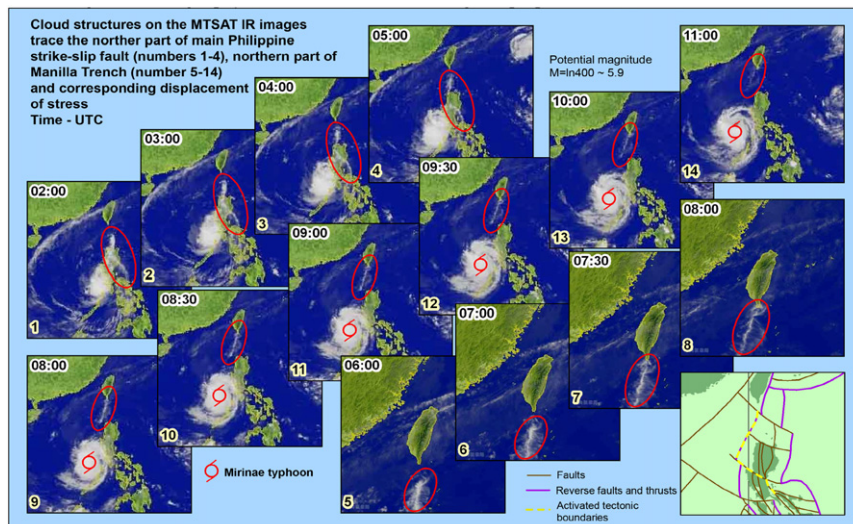 Cloud structures on the MTSAT IR images
trace the norther part of main Philippine
strike-slip fault (numbers 1-4), northern part of
Manilla Trench (number 5-14)
and corresponding displacement
of stress
Time - UTC
Potential magnitude
M=ln400 ~ 5.9
02:00
1
03:00
2
04:00
3
05:00
4
06:00
5
07:00
6
07:30
7
08:00
8
08:00
9
08:30
10
09:00
11
09:30
12
10:00
13
11:00
14
Mirinae typhoon
Faults
Reverse faults and thrusts
Activated tectonic
boundaries